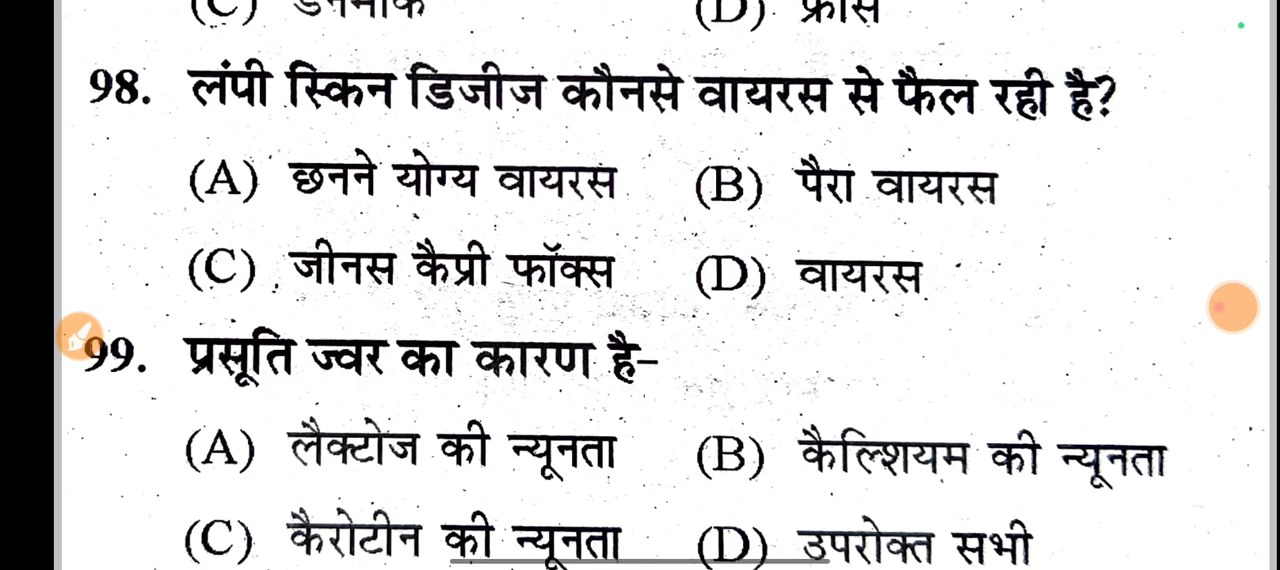 (C) डेनमार्क (D) फ्रांस
98. लंपी स्किन डिजीज कौनसे वायरस से फैल रही है?
(A) छनने योग्य वायरस (B) पैरा वायरस
(C) जीनस कैप्री फॉक्स (D) वायरस
99. प्रसूति ज्वर का कारण है-
(A) लैक्टोज की न्यूनता (B) कैल्शियम की न्यूनता
(C) कैरोटीन की न्यूनता (D) उपरोक्त सभी